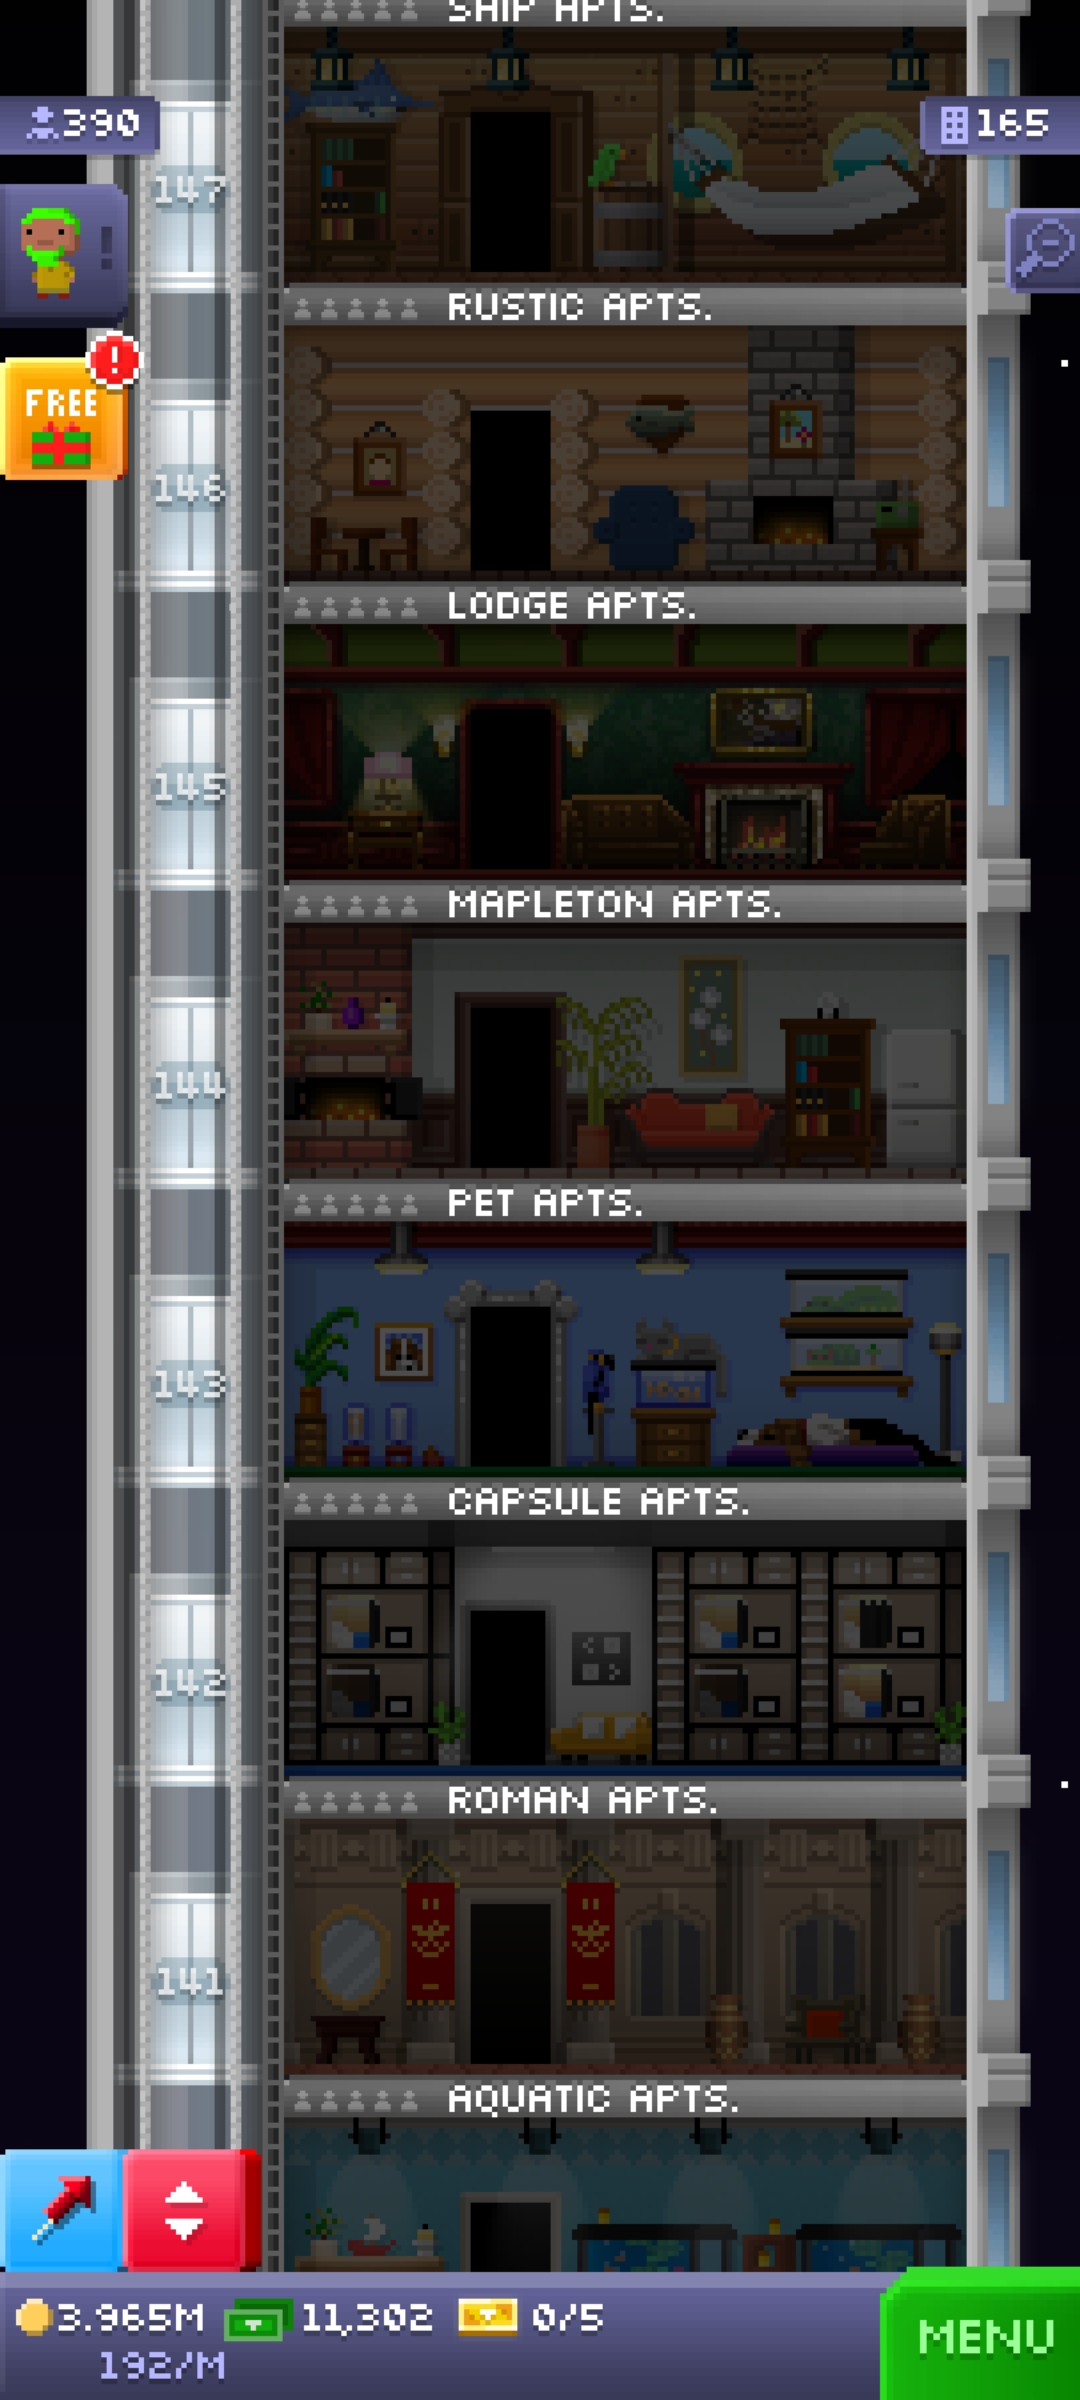 SHIP APTS.
390
165
147
!
RUSTIC APTS.
!
FREE
146
LODGE APTS.
145
MAPLETON APTS.
144
PET APTS.
143
CAPSULE APTS.
142
ROMAN APTS.
141
AQUATIC APTS.
3.965M 11,302 0/5
192/M
MENU